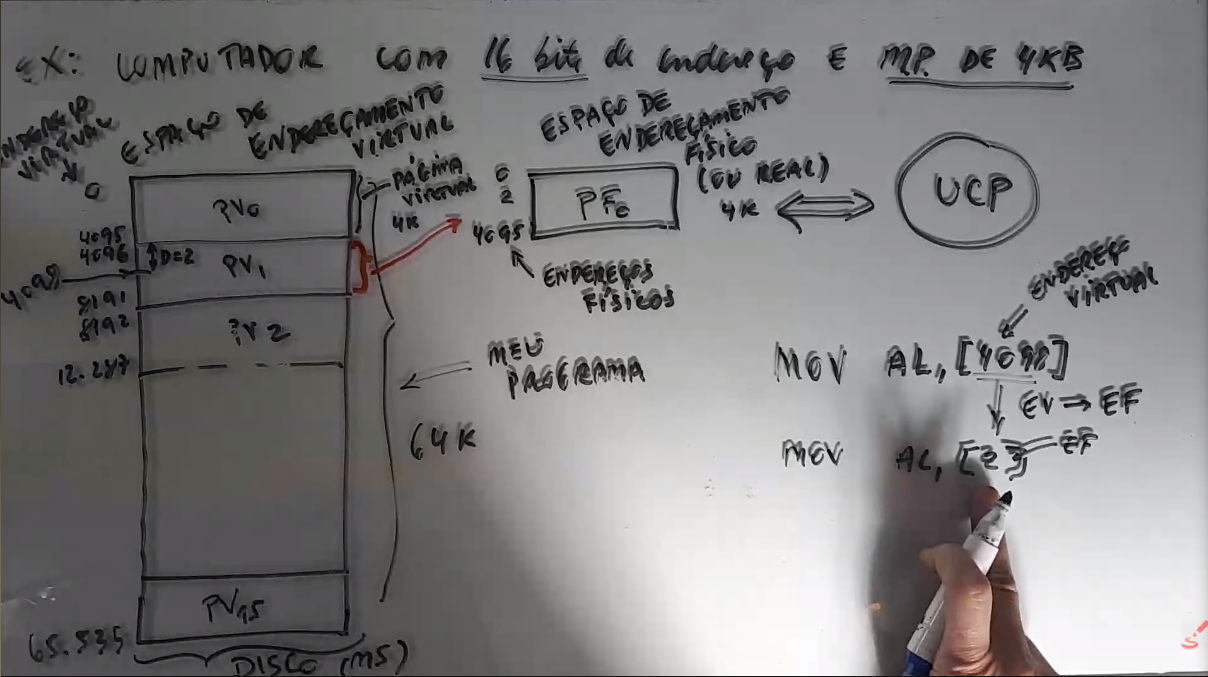 EX: COMPUTADOR COM 16 bits de endereço E M.P. DE 4KB
ENDEREÇO
VIRTUAL
0
ESPAÇO DE
ENDEREÇAMENTO
VIRTUAL
PÁGINA
VIRTUAL
4K
ESPAÇO DE
ENDEREÇAMENTO
FÍSICO
(OU REAL)
4K
0
2
4095
PF0
UCP
ENDEREÇOS
FÍSICOS
PV0
4095
4096
D=2
4098
PV1
8191
8192
PV2
12.287
MEU
PROGRAMA
64K
PV15
65.535
DISCO (MS)
ENDEREÇO
VIRTUAL
MOV AL, [4098]
EV ⇒ EF
MOV AL, [2]
EF